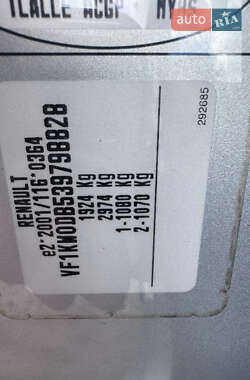 AUTO
RIA
RENAULT
e2*2001/116*0364
VF1KW0DB539798828
1924 Kg
2974 Kg
1-1080 Kg
2-1070 Kg
292685